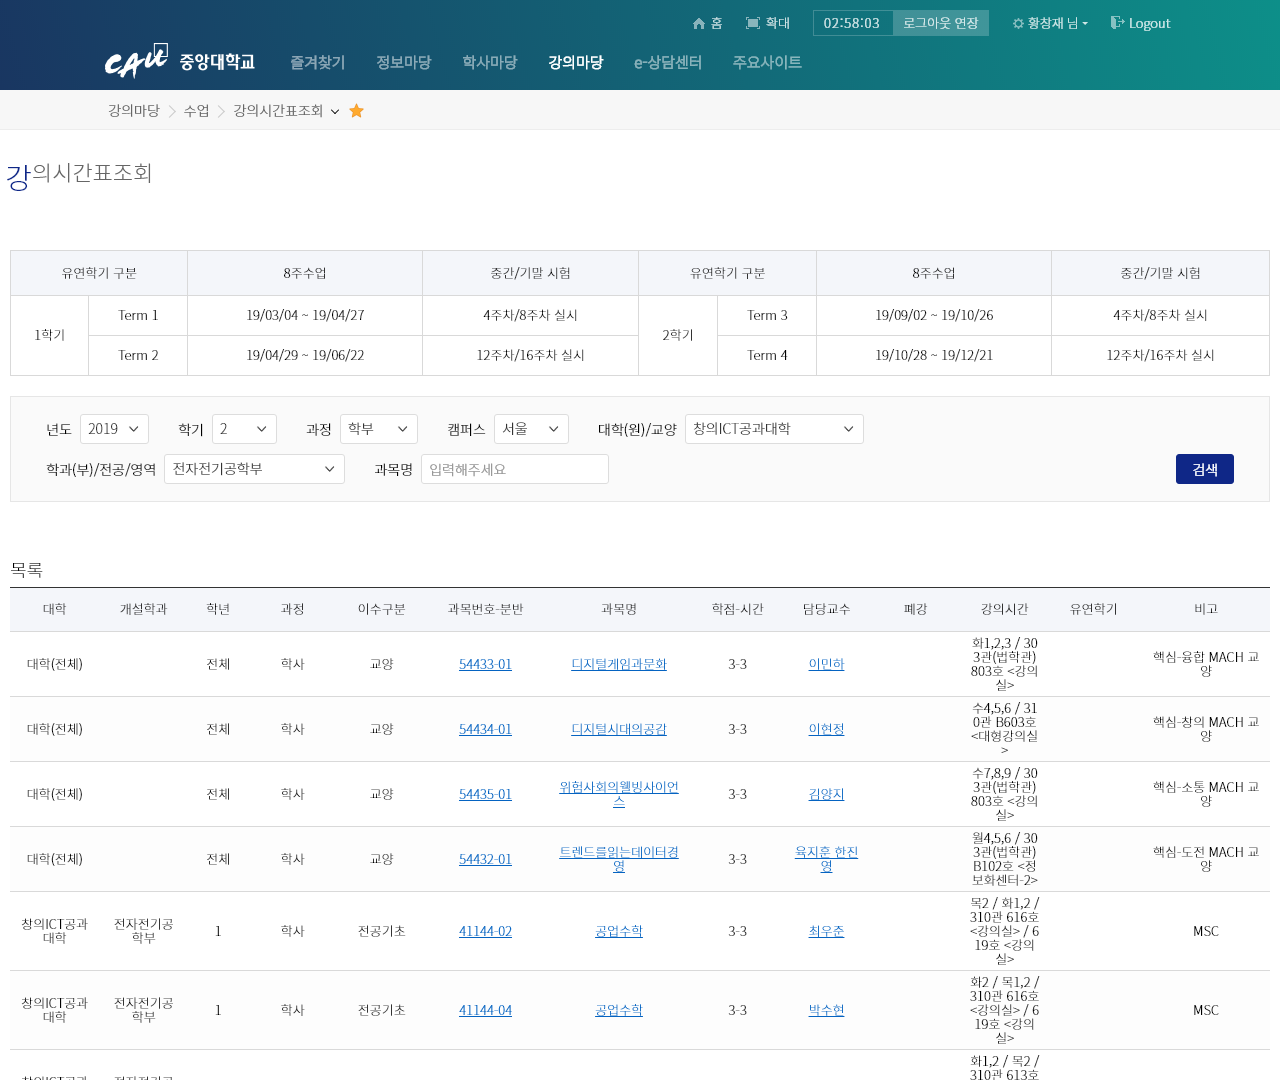 홈 확대 02:58:03 로그아웃 연장 황창재 님 Logout
CAU 중앙대학교 즐겨찾기 정보마당 학사마당 강의마당 e-상담센터 주요사이트
강의마당 수업 강의시간표조회
강의시간표조회
유연학기 구분 8주수업 중간/기말 시험 유연학기 구분 8주수업 중간/기말 시험
1학기 Term 1 19/03/04 ~ 19/04/27 4주차/8주차 실시 2학기 Term 3 19/09/02 ~ 19/10/26 4주차/8주차 실시
Term 2 19/04/29 ~ 19/06/22 12주차/16주차 실시 Term 4 19/10/28 ~ 19/12/21 12주차/16주차 실시
년도 2019 학기 2 과정 학부 캠퍼스 서울 대학(원)/교양 창의ICT공과대학
학과(부)/전공/영역 전자전기공학부 과목명 입력해주세요 검색
목록
대학 개설학과 학년 과정 이수구분 과목번호-분반 과목명 학점-시간 담당교수 폐강 강의시간 유연학기 비고
대학(전체) 전체 학사 교양 54433-01 디지털게임과문화 3-3 이민하
화1,2,3 / 30
3관(법학관)
803호 <강의
실>
핵심-융합 MACH 교
양
대학(전체) 전체 학사 교양 54434-01 디지털시대의공감 3-3 이현정
수4,5,6 / 31
0관 B603호
<대형강의실
>
핵심-창의 MACH 교
양
대학(전체) 전체 학사 교양 54435-01
위험사회의웰빙사이언
스
3-3 김양지
수7,8,9 / 30
3관(법학관)
803호 <강의
실>
핵심-소통 MACH 교
양
대학(전체) 전체 학사 교양 54432-01
트렌드를읽는데이터경
영
3-3
육지훈 한진
영
월4,5,6 / 30
3관(법학관)
B102호 <정
보화센터-2>
핵심-도전 MACH 교
양
창의ICT공과
대학
전자전기공
학부
1 학사 전공기초 41144-02 공업수학 3-3 최우준
목2 / 화1,2 /
310관 616호
<강의실> / 6
19호 <강의
실>
MSC
창의ICT공과
대학
전자전기공
학부
1 학사 전공기초 41144-04 공업수학 3-3 박수현
화2 / 목1,2 /
310관 616호
<강의실> / 6
19호 <강의
실>
MSC
화1,2 / 목2 /
310관 613호